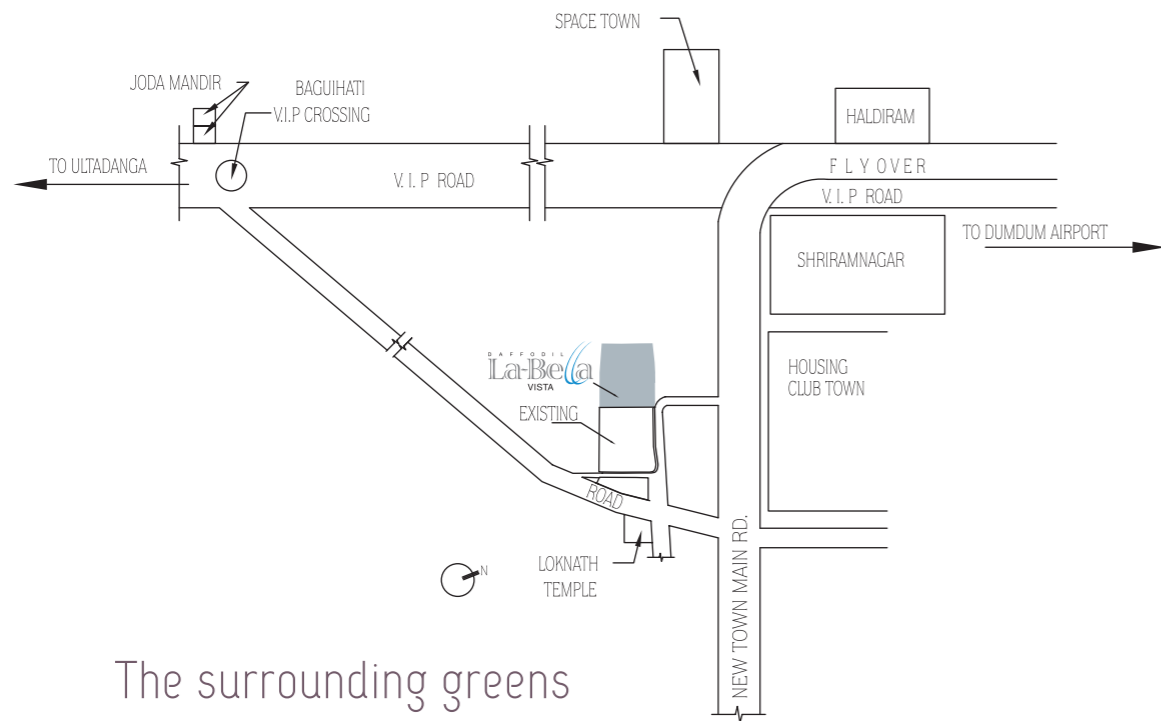 SPACE TOWN
JODA MANDIR
BAGUIHATI
V.I.P CROSSING
HALDIRAM
TO ULTADANGA
V. I. P ROAD
FLYOVER
V. I. P ROAD
TO DUMDUM AIRPORT
SHRIRAMNAGAR
DAFFODIL
La-Bella
VISTA
HOUSING
CLUB TOWN
EXISTING
ROAD
LOKNATH
TEMPLE
N
NEW TOWN MAIN RD.
The surrounding greens